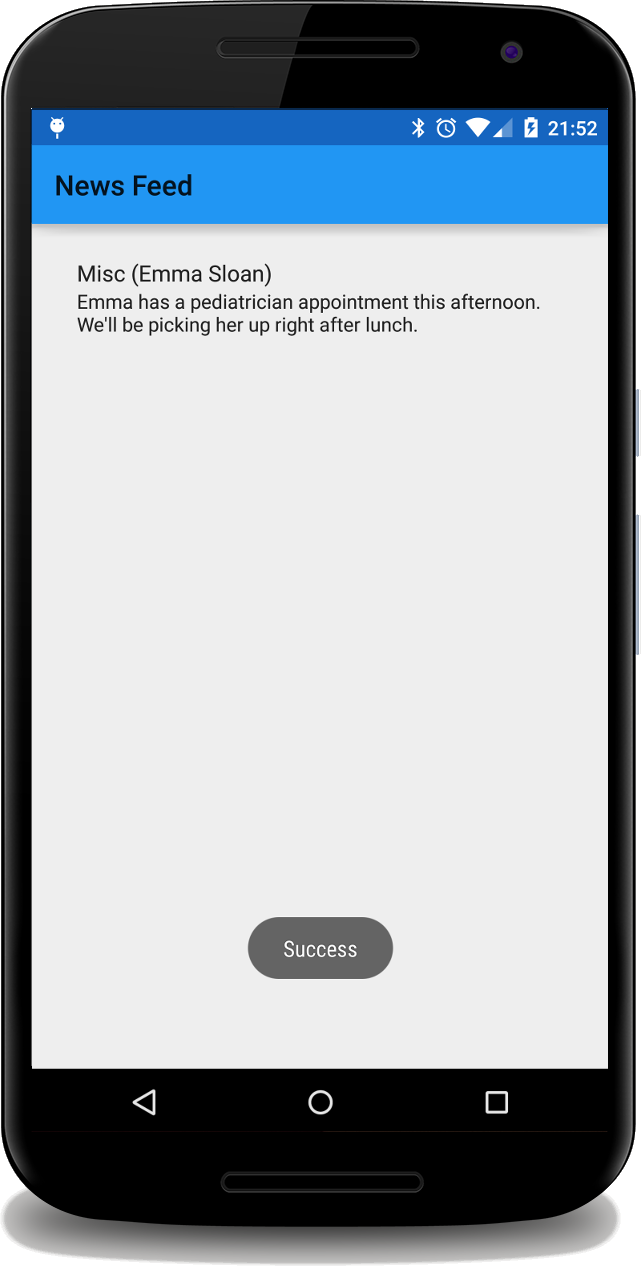 21:52
News Feed
Misc (Emma Sloan)
Emma has a pediatrician appointment this afternoon.
We'll be picking her up right after lunch.
Success